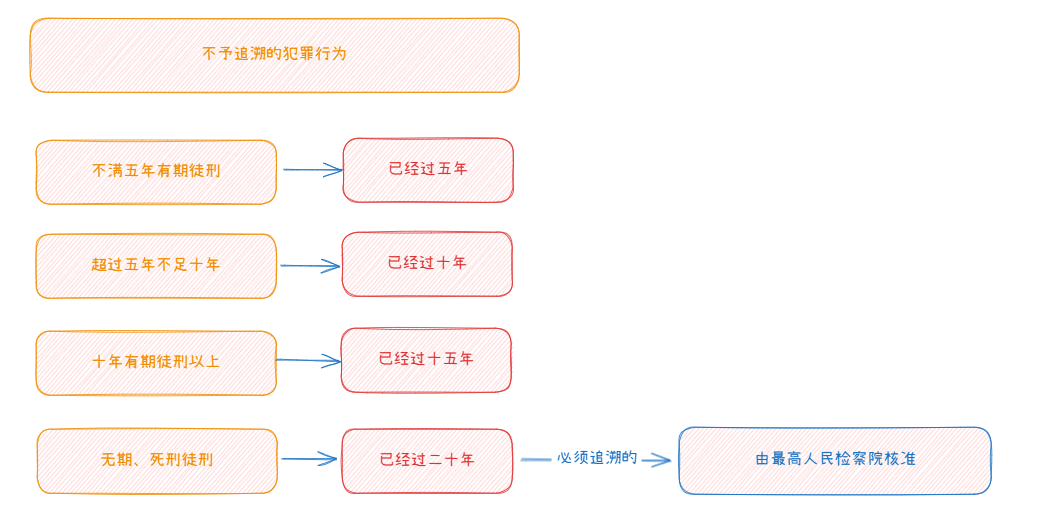 不予追溯的犯罪行为
不满五年有期徒刑
已经过五年
超过五年不足十年
已经过十年
十年有期徒刑以上
已经过十五年
无期、死刑徒刑
已经过二十年
必须追溯的
由最高人民检察院核准